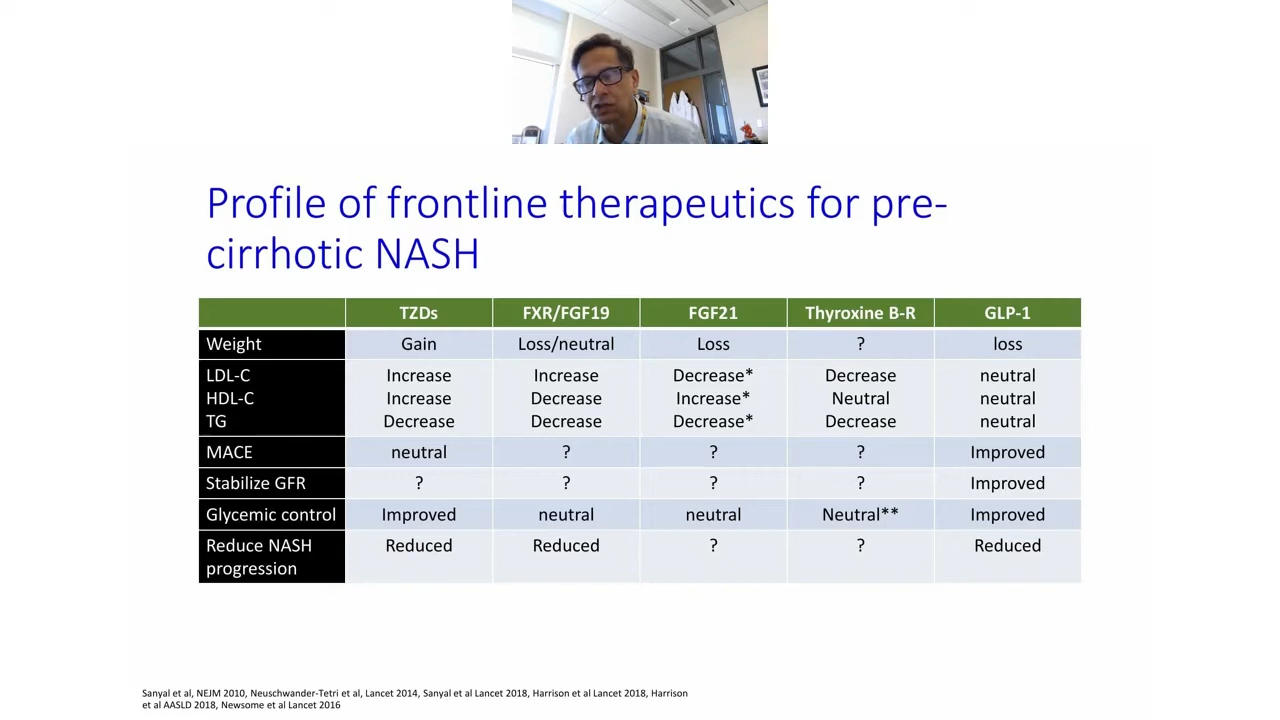 Profile of frontline therapeutics for pre-
cirrhotic NASH
TZDs FXR/FGF19 FGF21 Thyroxine B-R GLP-1
Weight Gain Loss/neutral Loss ? loss
LDL-C Increase Increase Decrease* Decrease neutral
HDL-C Increase Decrease Increase* Neutral neutral
TG Decrease Decrease Decrease* Decrease neutral
MACE neutral ? ? ? Improved
Stabilize GFR ? ? ? ? Improved
Glycemic control Improved neutral neutral Neutral** Improved
Reduce NASH Reduced Reduced ? ? Reduced
progression
Sanyal et al, NEJM 2010, Neuschwander-Tetri et al, Lancet 2014, Sanyal et al Lancet 2018, Harrison et al Lancet 2018, Harrison
et al AASLD 2018, Newsome et al Lancet 2016